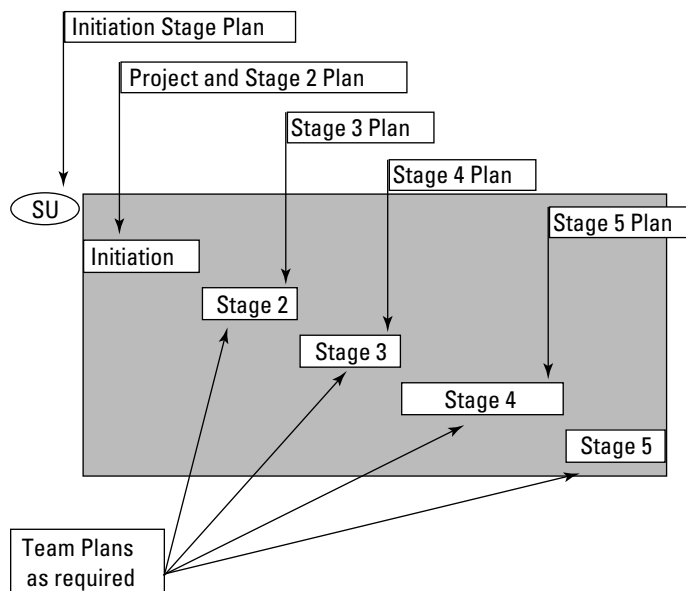 Initiation Stage Plan
Project and Stage 2 Plan
Stage 3 Plan
Stage 4 Plan
SU
Stage 5 Plan
Initiation
Stage 2
Stage 3
Stage 4
Stage 5
Team Plans
as required